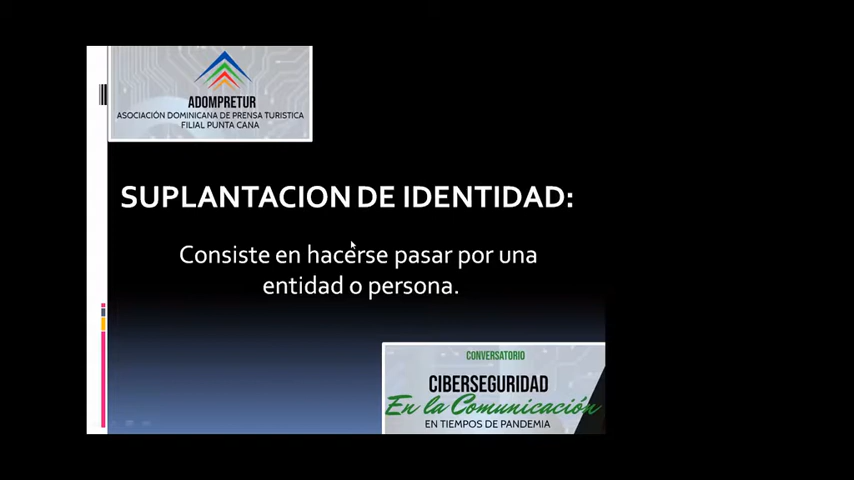 ADOMPRETUR
ASOCIACIÓN DOMINICANA DE PRENSA TURISTICA
FILIAL PUNTA CANA
SUPLANTACION DE IDENTIDAD:
Consiste en hacerse pasar por una
entidad o persona.
CONVERSATORIO
CIBERSEGURIDAD
En la Comunicación
EN TIEMPOS DE PANDEMIA